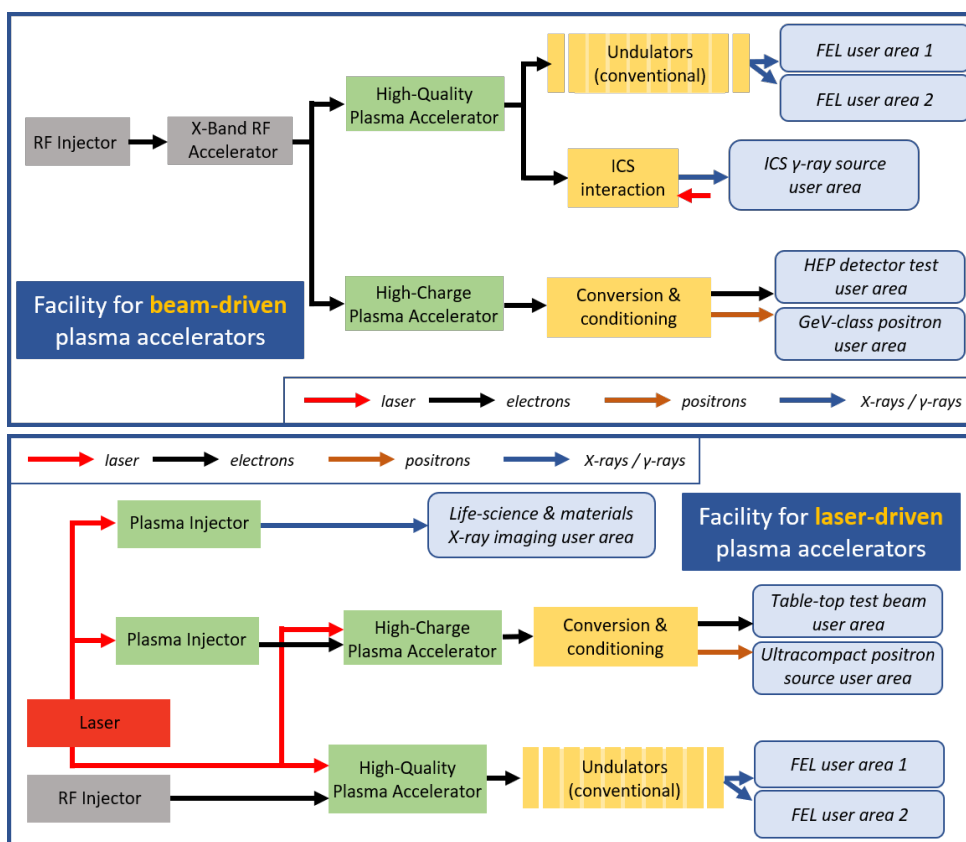 RF Injector
X-Band RF
Accelerator
High-Quality
Plasma Accelerator
Undulators
(conventional)
FEL user area 1
FEL user area 2
ICS
interaction
ICS γ-ray source
user area
High-Charge
Plasma Accelerator
Conversion &
conditioning
HEP detector test
user area
GeV-class positron
user area
Facility for beam-driven
plasma accelerators
laser
electrons
positrons
X-rays / γ-rays
laser
electrons
positrons
X-rays / γ-rays
Facility for laser-driven
plasma accelerators
Plasma Injector
Life-science & materials
X-ray imaging user area
Plasma Injector
High-Charge
Plasma Accelerator
Conversion &
conditioning
Table-top test beam
user area
Ultracompact positron
source user area
Laser
RF Injector
High-Quality
Plasma Accelerator
Undulators
(conventional)
FEL user area 1
FEL user area 2